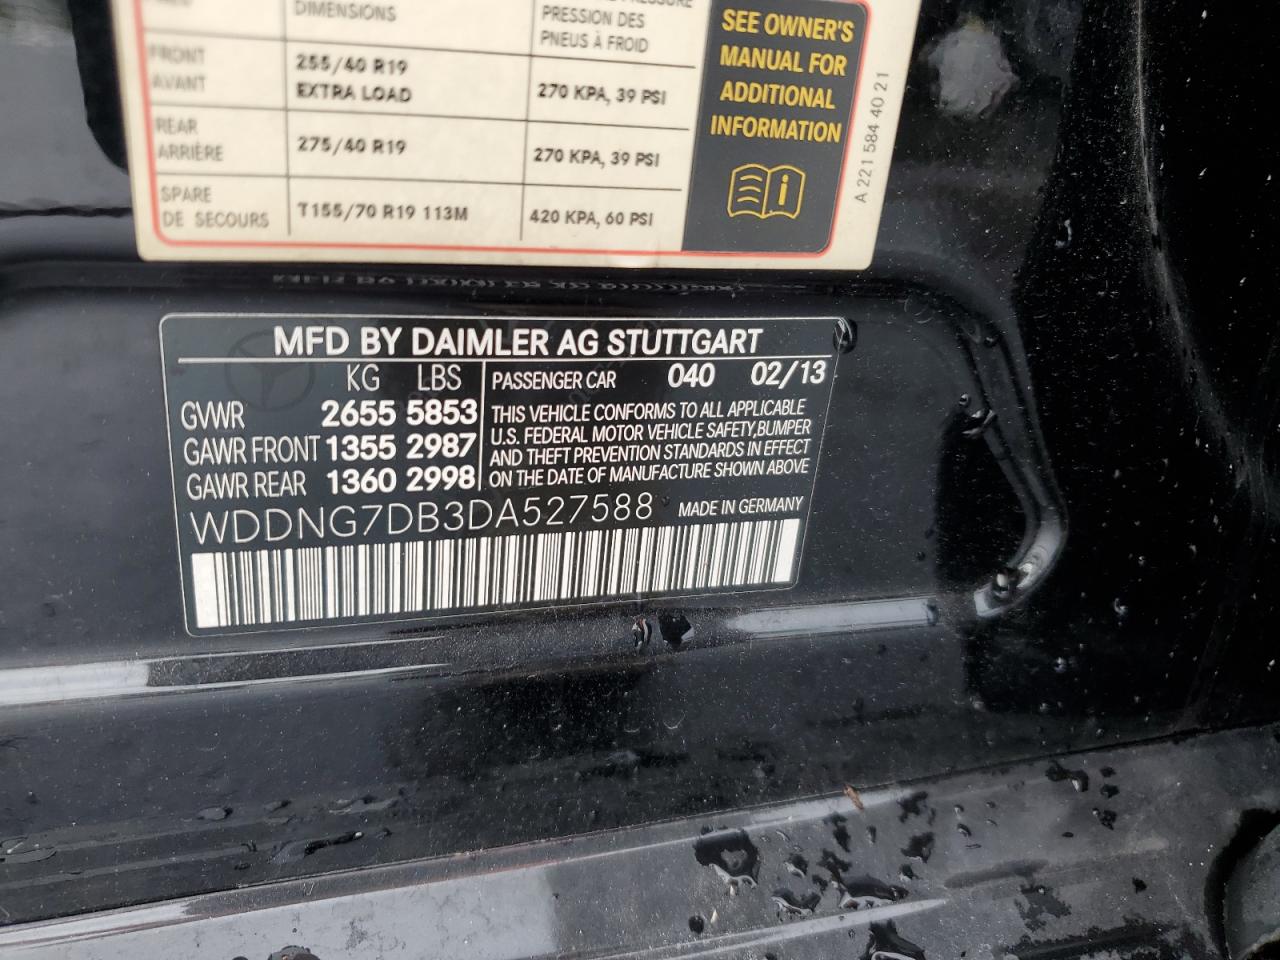 DIMENSIONS
PRESSION DES
PNEUS À FROID
FRONT
AVANT
255/40 R19
EXTRA LOAD
270 KPA, 39 PSI
REAR
ARRIÈRE
275/40 R19
270 KPA, 39 PSI
SPARE
DE SECOURS
T155/70 R19 113M
420 KPA, 60 PSI
SEE OWNER'S
MANUAL FOR
ADDITIONAL
INFORMATION
A 221 584 40 21
MFD BY DAIMLER AG STUTTGART
KG LBS
GVWR 2655 5853
GAWR FRONT 1355 2987
GAWR REAR 1360 2998
PASSENGER CAR 040 02/13
THIS VEHICLE CONFORMS TO ALL APPLICABLE
U.S. FEDERAL MOTOR VEHICLE SAFETY,BUMPER
AND THEFT PREVENTION STANDARDS IN EFFECT
ON THE DATE OF MANUFACTURE SHOWN ABOVE
WDDNG7DB3DA527588 MADE IN GERMANY